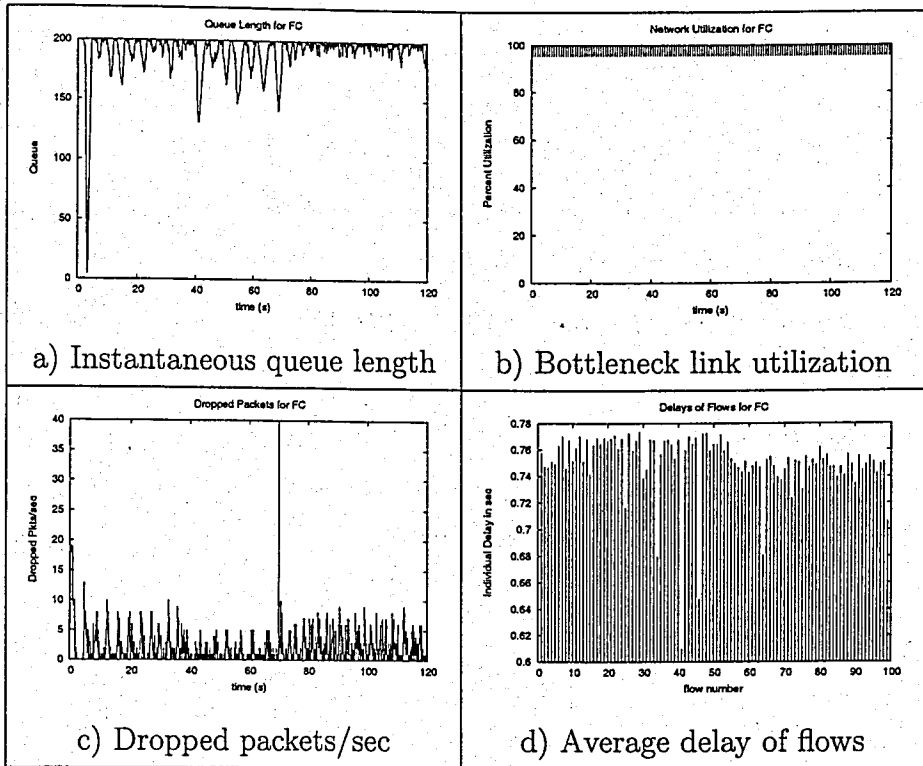 Queue Length for FC
200
150
100
50
0
Queue
0 20 40 60 80 100 120
time (s)
a) Instantaneous queue length
Network Utilization for FC
100
80
60
40
20
0
Percent Utilization
0 20 40 60 80 100 120
time (s)
b) Bottleneck link utilization
Dropped Packets for FC
40
35
30
25
20
15
10
5
0
Dropped Pkts/sec
0 20 40 60 80 100 120
time (s)
c) Dropped packets/sec
Delays of Flows for FC
0.78
0.76
0.74
0.72
0.7
0.68
0.66
0.64
0.62
0.6
Individual Delay in sec
0 10 20 30 40 50 60 70 80 90 100
flow number
d) Average delay of flows